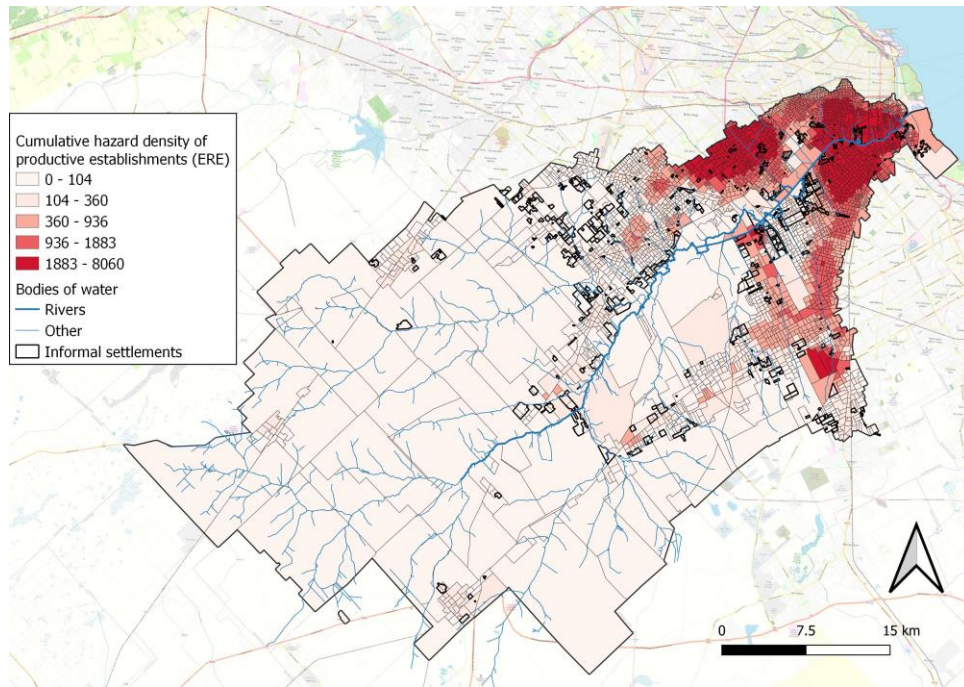 Cumulative hazard density of
productive establishments (ERE)
0 - 104
104 - 360
360 - 936
936 - 1883
1883 - 8060
Bodies of water
Rivers
Other
Informal settlements
0 7.5 15 km